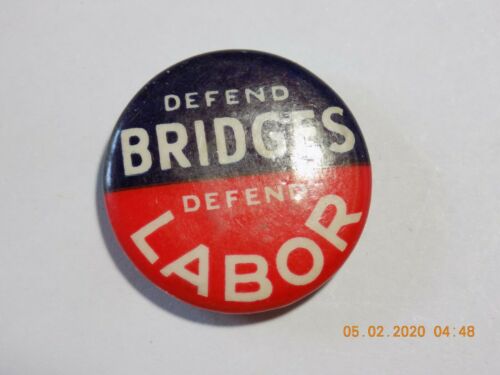 DEFEND
BRIDGES
DEFEND
LABOR
05.02.2020 04:48